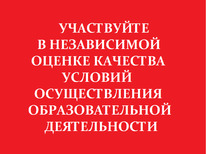 УЧАСТВУЙТЕ
В НЕЗАВИСИМОЙ
ОЦЕНКЕ КАЧЕСТВА
УСЛОВИЙ
ОСУЩЕСТВЛЕНИЯ
ОБРАЗОВАТЕЛЬНОЙ
ДЕЯТЕЛЬНОСТИ